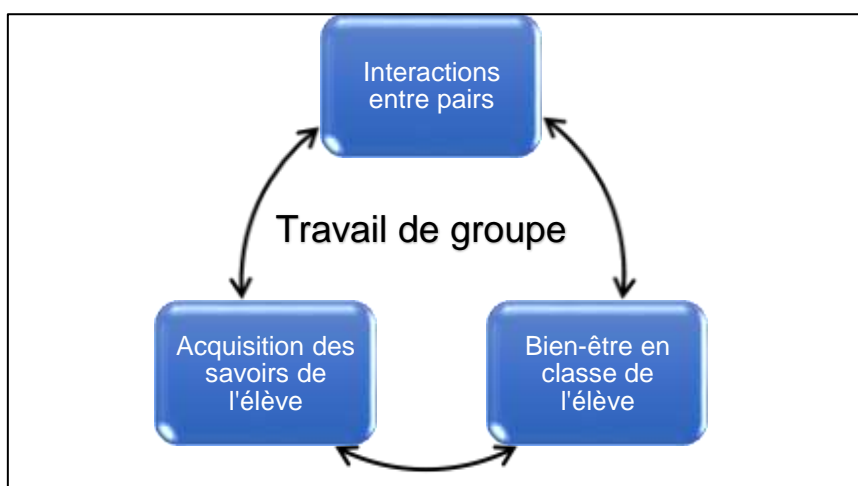 Interactions
entre pairs
Travail de groupe
Acquisition des
savoirs de
l'élève
Bien-être en
classe de
l'élève